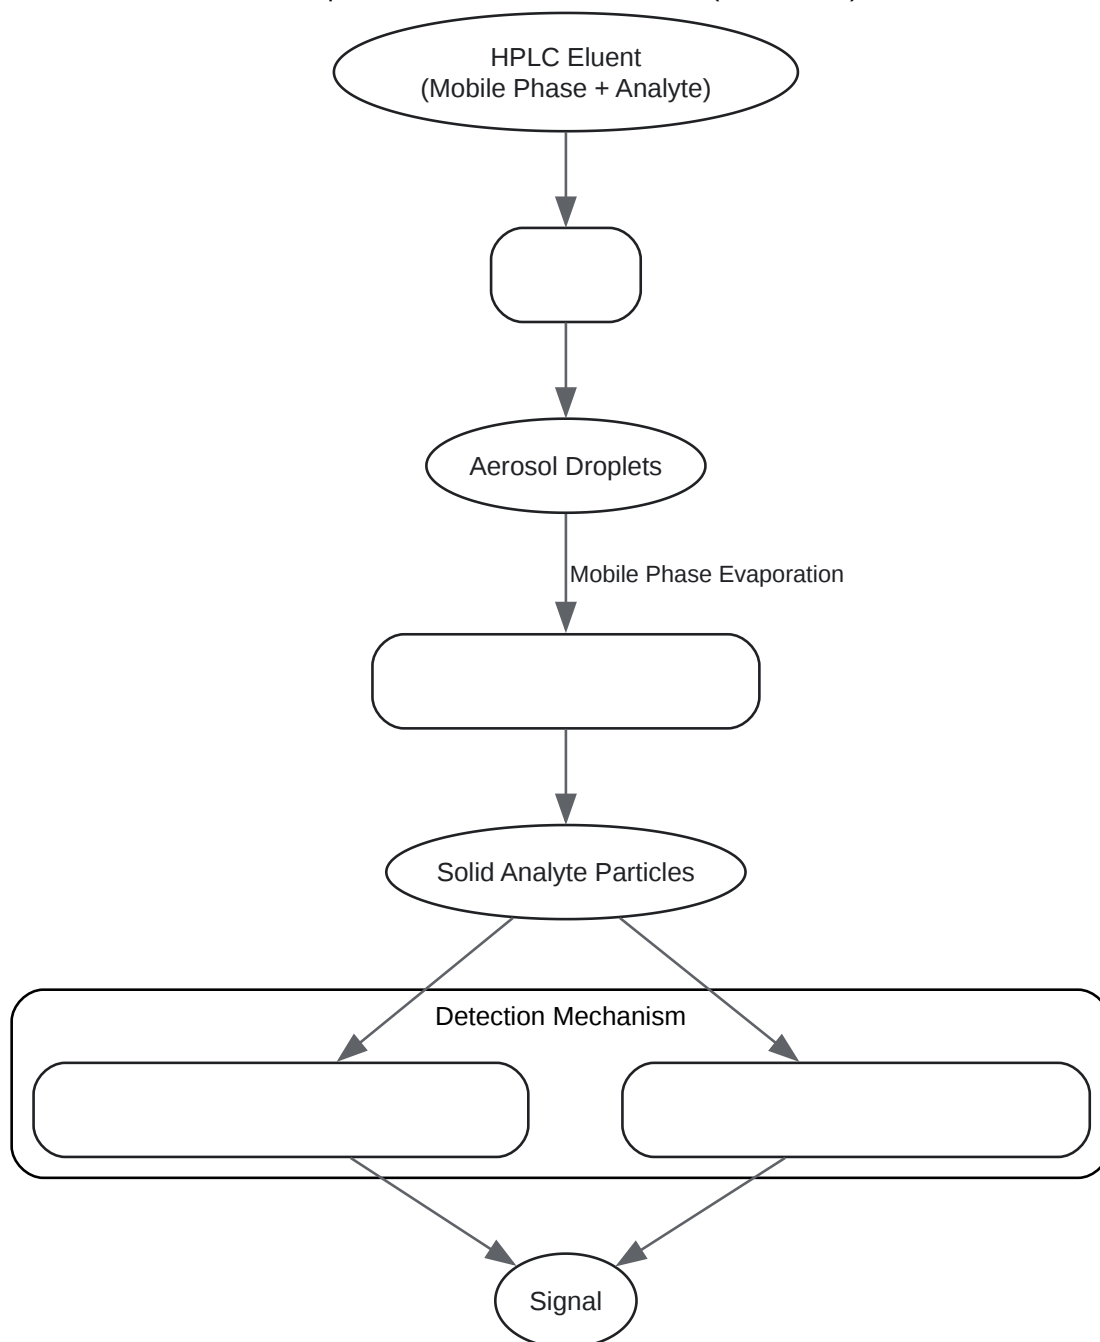 HPLC Eluent
(Mobile Phase + Analyte)
Aerosol Droplets
Mobile Phase Evaporation
Solid Analyte Particles
Detection Mechanism
Signal